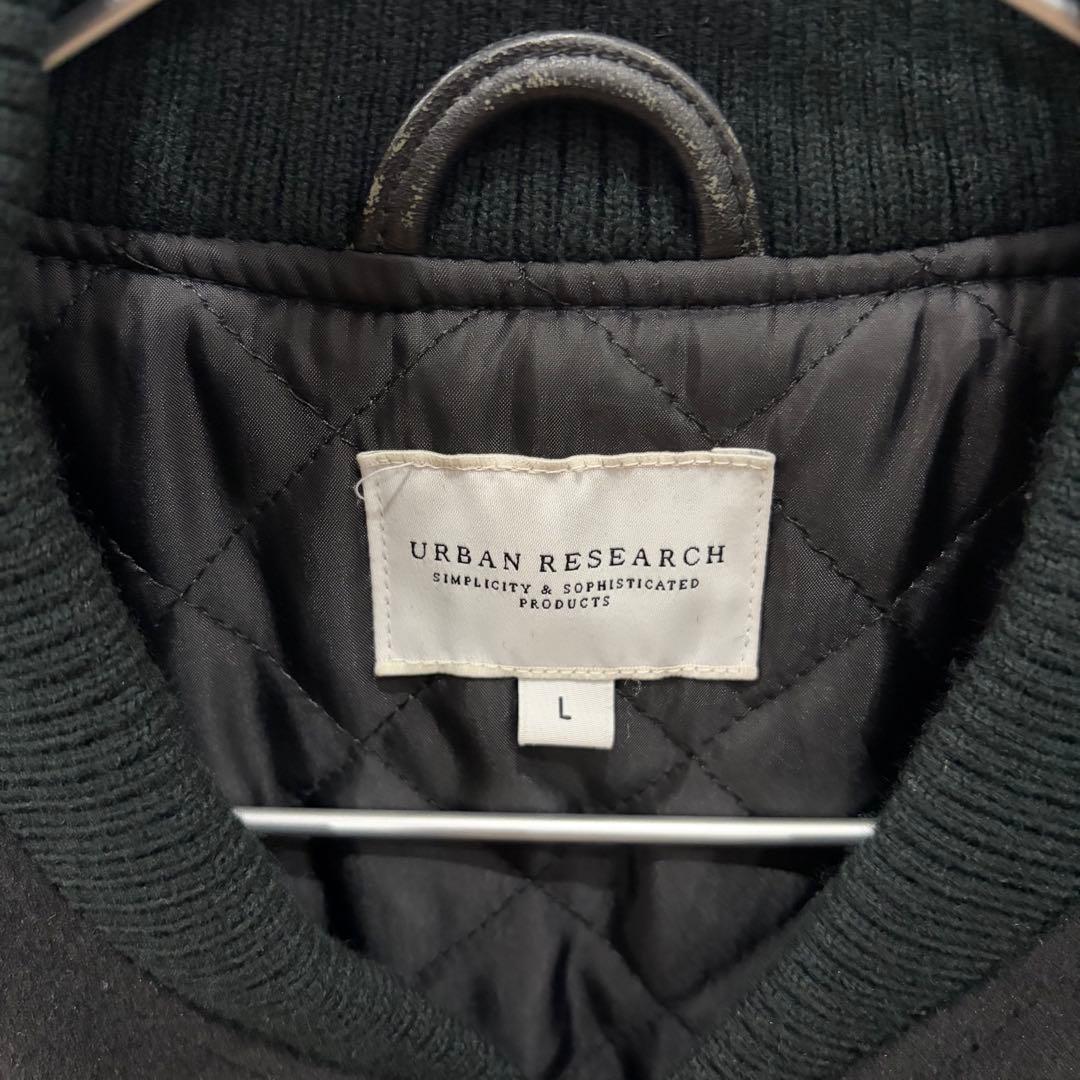 URBAN RESEARCH
SIMPLICITY & SOPHISTICATED
PRODUCTS
L